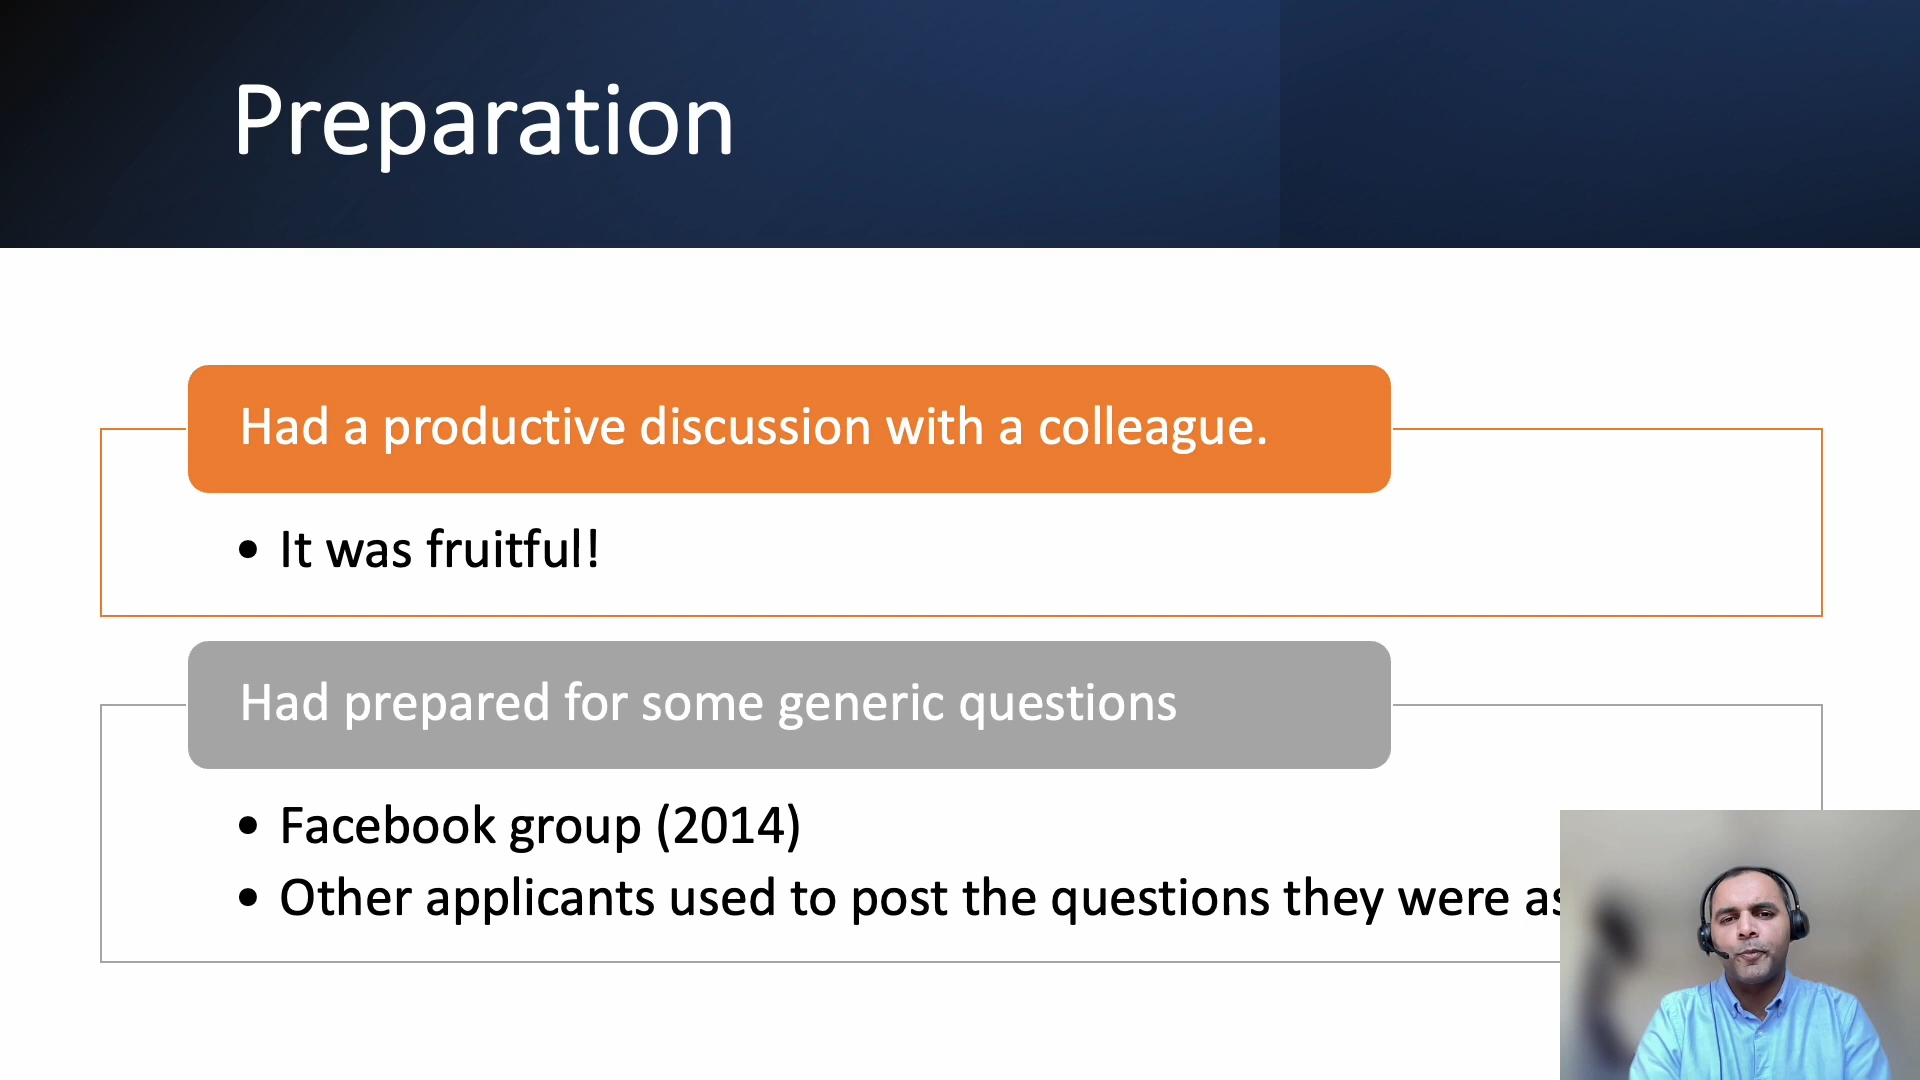 Preparation
Had a productive discussion with a colleague.
• It was fruitful!
Had prepared for some generic questions
• Facebook group (2014)
• Other applicants used to post the questions they were